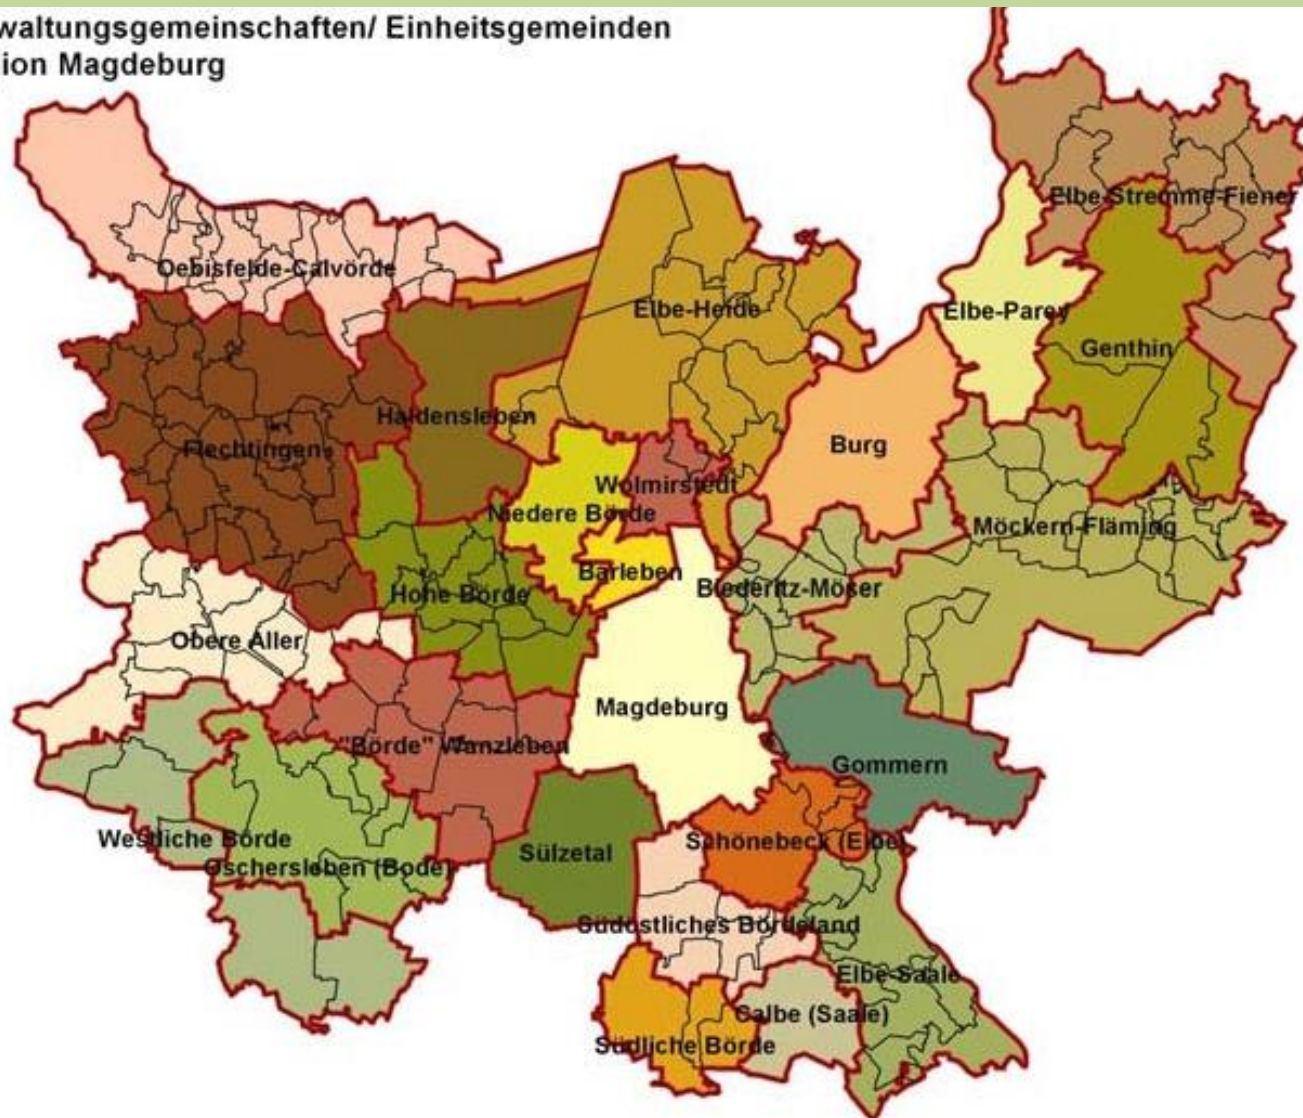 waltungsgemeinschaften/ Einheitsgemeinden
ion Magdeburg
Elbe-Stremme-Fiener
Oebisfelde-Calvörde
Elbe-Heide
Elbe-Parey
Genthin
Haldensleben
Flechtingen
Burg
Wolmirstedt
Niedere Börde
Möckern-Fläming
Barleben
Biederitz-Möser
Hohe Börde
Obere Aller
Magdeburg
"Börde" Wanzleben
Gommern
Westliche Börde
Schönebeck (Elbe)
Sülzetal
Oschersleben (Bode)
Südöstliches Bördeland
Elbe-Saale
Calbe (Saale)
Südliche Börde